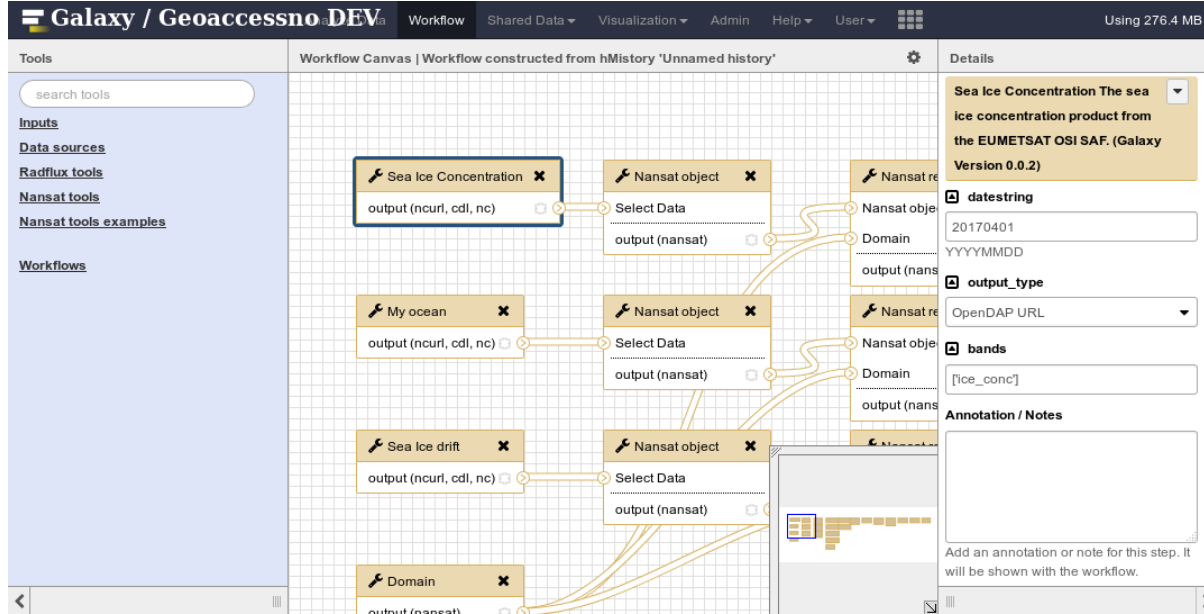 Galaxy / Geoaccessno DEV
Workflow
Shared Data
Visualization
Admin
Help
User
Using 276.4 MB
Tools
search tools
Inputs
Data sources
Radflux tools
Nansat tools
Nansat tools examples
Workflows
Workflow Canvas | Workflow constructed from hMistory 'Unnamed history'
Sea Ice Concentration
output (ncurl, cdl, nc)
Nansat object
Select Data
output (nansat)
Nansat re
Nansat obje
Domain
output (nans
My ocean
output (ncurl, cdl, nc)
Nansat object
Select Data
output (nansat)
Nansat re
Nansat obje
Domain
output (nans
Sea Ice drift
output (ncurl, cdl, nc)
Nansat object
Select Data
output (nansat)
Domain
output (nansat)
Details
Sea Ice Concentration The sea
ice concentration product from
the EUMETSAT OSI SAF. (Galaxy
Version 0.0.2)
datestring
20170401
YYYYMMDD
output_type
OpenDAP URL
bands
['ice_conc']
Annotation / Notes
Add an annotation or note for this step. It
will be shown with the workflow.